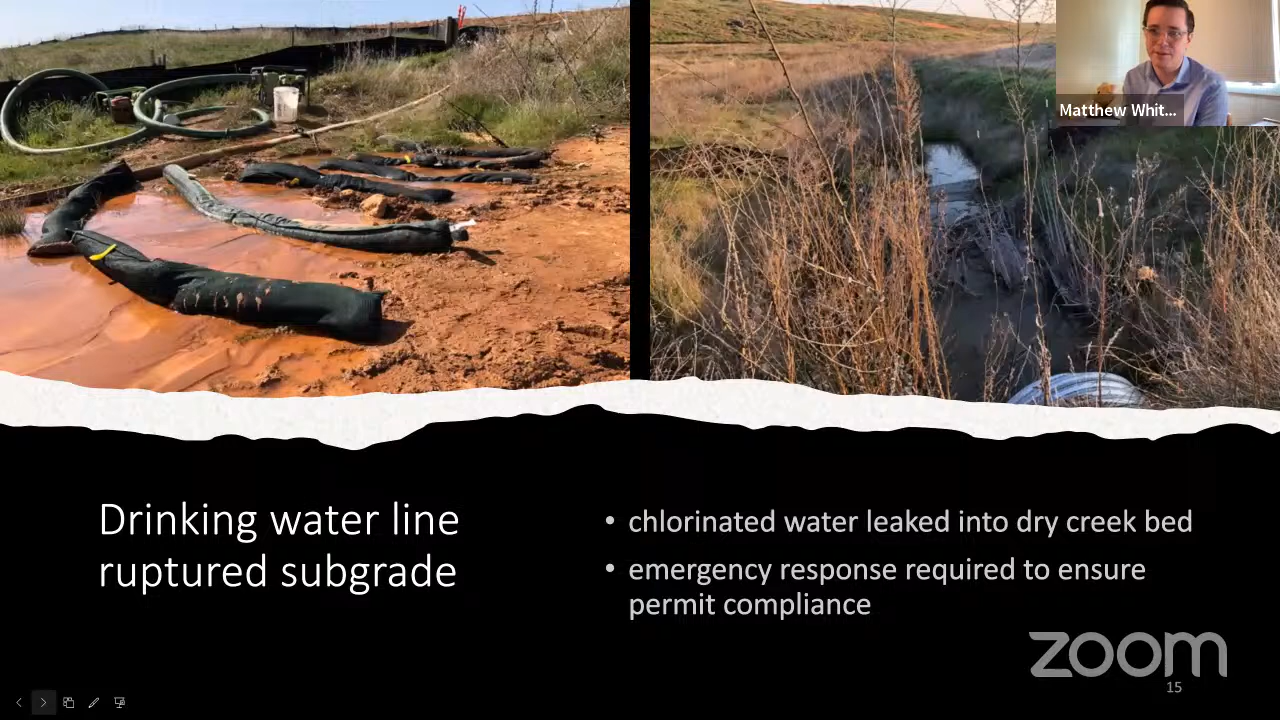 Matthew Whit...
Drinking water line
ruptured subgrade
• chlorinated water leaked into dry creek bed
• emergency response required to ensure
permit compliance
zoom
15